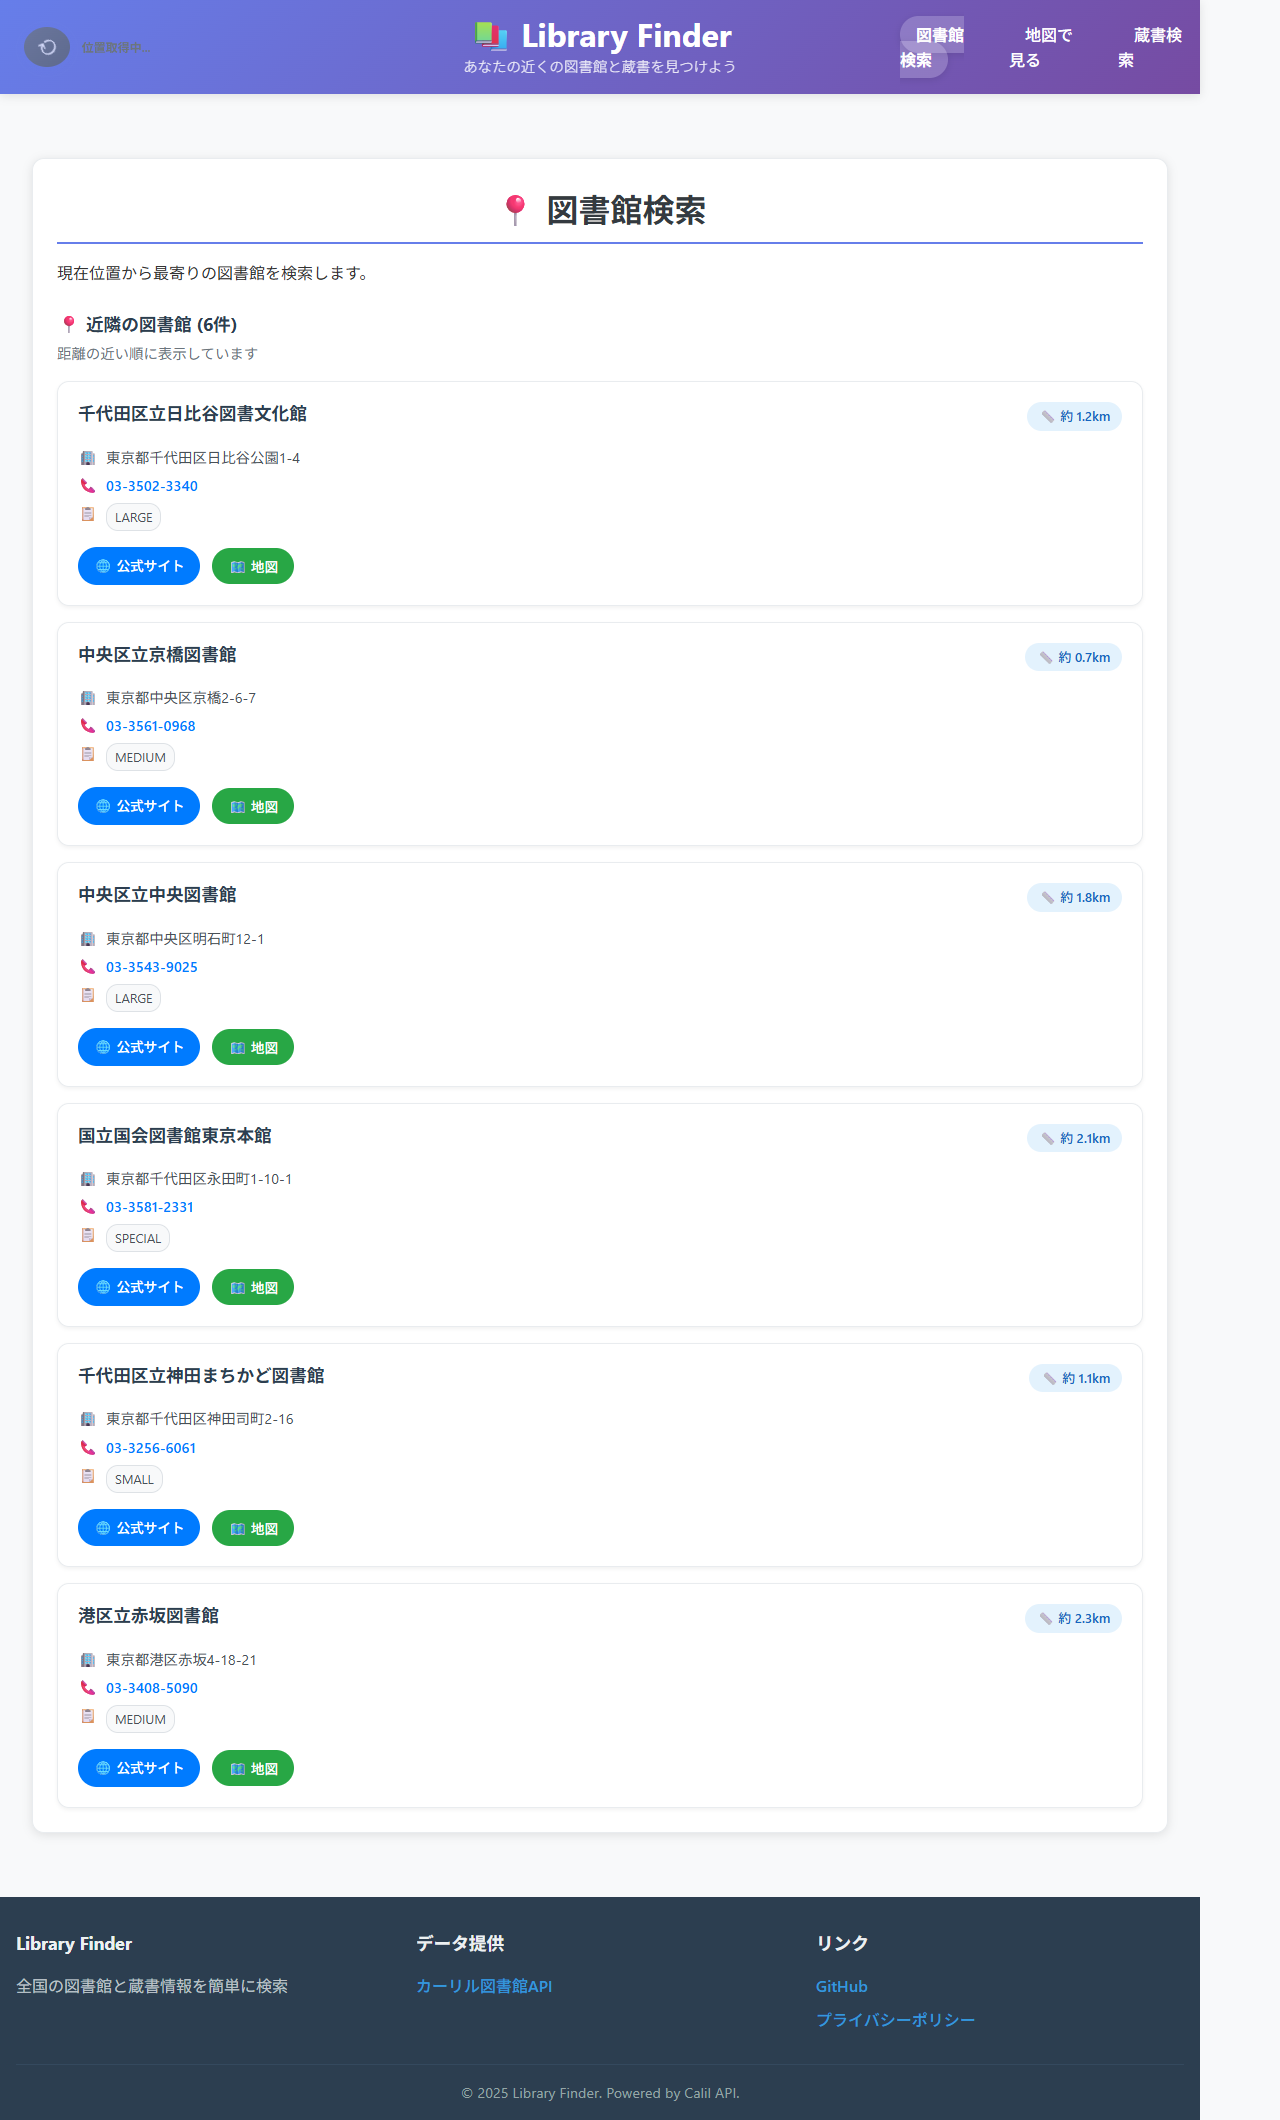 位置取得中...
Library Finder
あなたの近くの図書館と蔵書を見つけよう
図書館
検索
地図で
見る
蔵書検
索
図書館検索
現在位置から最寄りの図書館を検索します。
近隣の図書館 (6件)
距離の近い順に表示しています
千代田区立日比谷図書文化館
約 1.2km
東京都千代田区日比谷公園1-4
03-3502-3340
LARGE
公式サイト
地図
中央区立京橋図書館
約 0.7km
東京都中央区京橋2-6-7
03-3561-0968
MEDIUM
公式サイト
地図
中央区立中央図書館
約 1.8km
東京都中央区明石町12-1
03-3543-9025
LARGE
公式サイト
地図
国立国会図書館東京本館
約 2.1km
東京都千代田区永田町1-10-1
03-3581-2331
SPECIAL
公式サイト
地図
千代田区立神田まちかど図書館
約 1.1km
東京都千代田区神田司町2-16
03-3256-6061
SMALL
公式サイト
地図
港区立赤坂図書館
約 2.3km
東京都港区赤坂4-18-21
03-3408-5090
MEDIUM
公式サイト
地図
Library Finder
全国の図書館と蔵書情報を簡単に検索
データ提供
カーリル図書館API
リンク
GitHub
プライバシーポリシー
© 2025 Library Finder. Powered by Calil API.